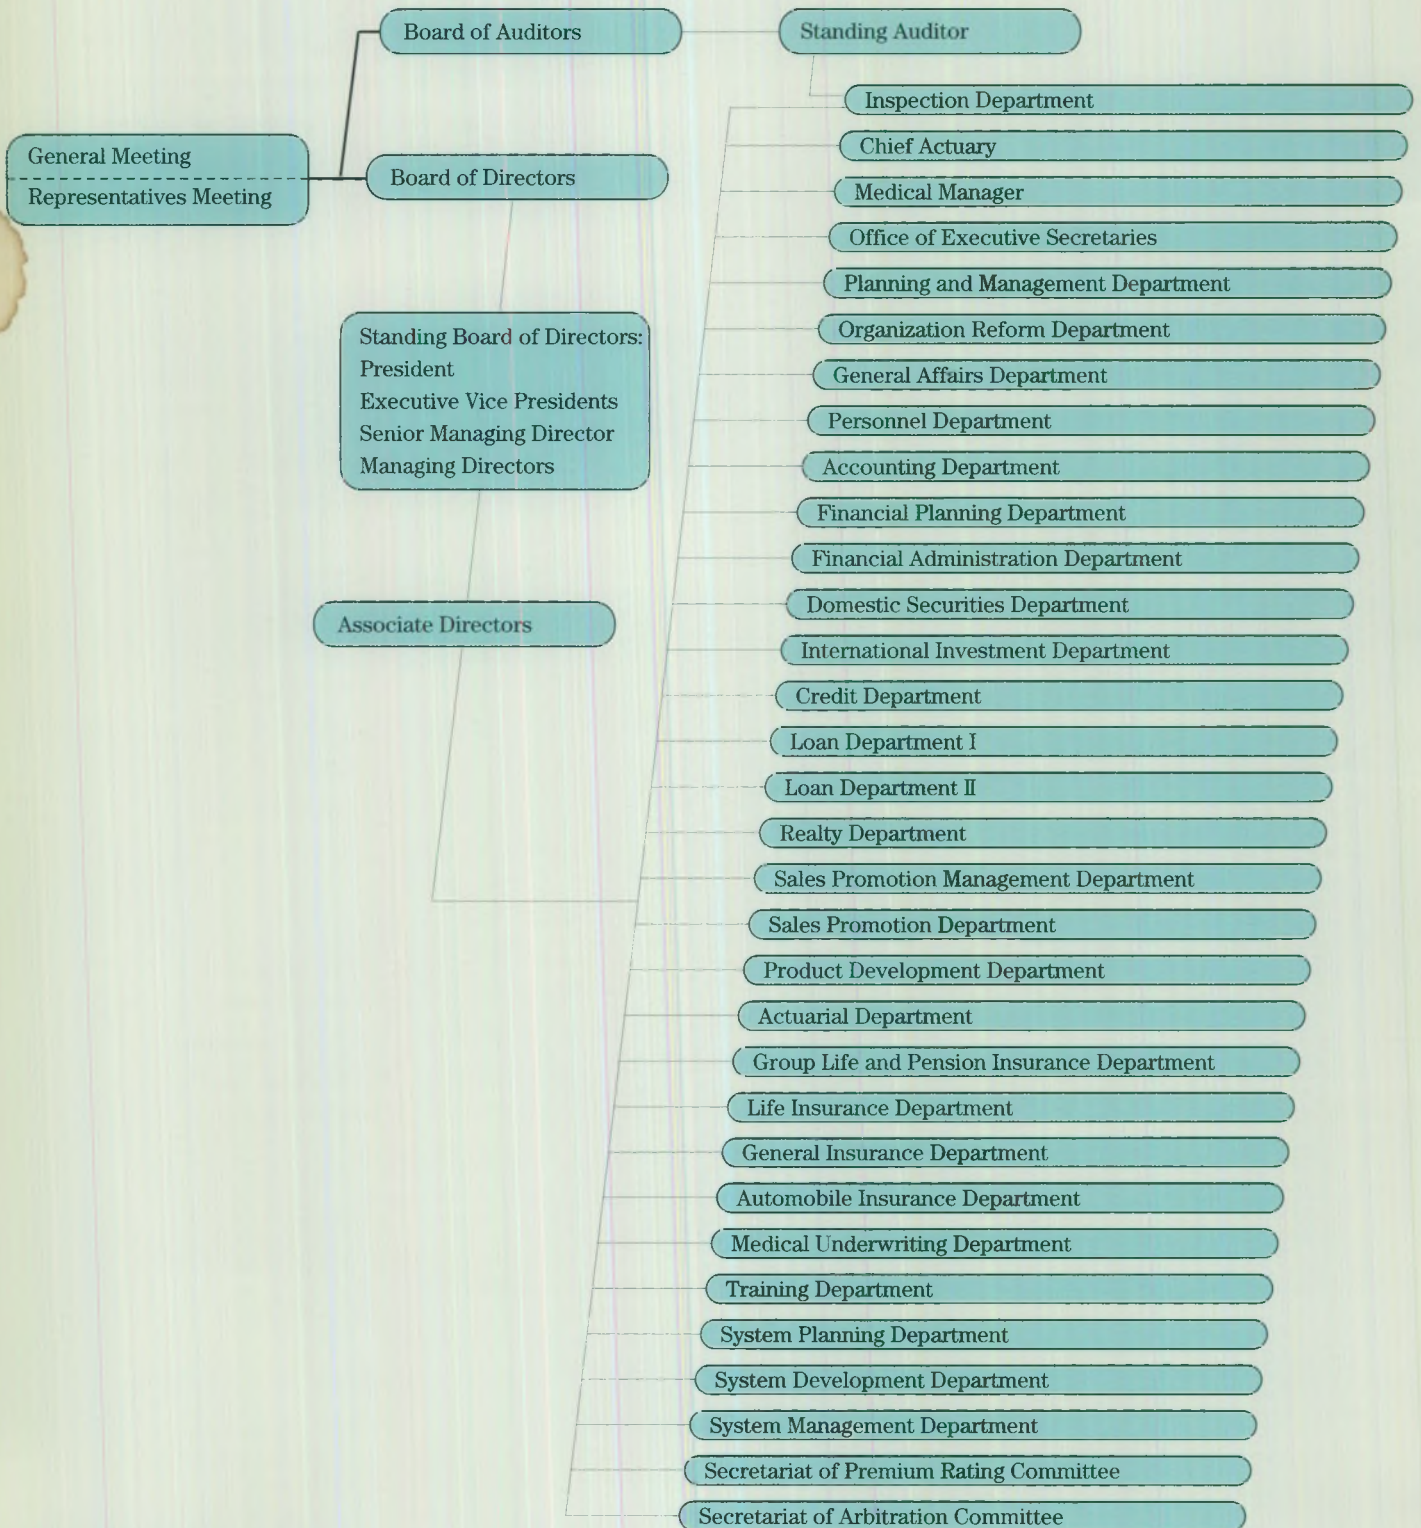 Board of Auditors
Standing Auditor
General Meeting
Representatives Meeting
Board of Directors
Standing Board of Directors:
President
Executive Vice Presidents
Senior Managing Director
Managing Directors
Associate Directors
Inspection Department
Chief Actuary
Medical Manager
Office of Executive Secretaries
Planning and Management Department
Organization Reform Department
General Affairs Department
Personnel Department
Accounting Department
Financial Planning Department
Financial Administration Department
Domestic Securities Department
International Investment Department
Credit Department
Loan Department I
Loan Department II
Realty Department
Sales Promotion Management Department
Sales Promotion Department
Product Development Department
Actuarial Department
Group Life and Pension Insurance Department
Life Insurance Department
General Insurance Department
Automobile Insurance Department
Medical Underwriting Department
Training Department
System Planning Department
System Development Department
System Management Department
Secretariat of Premium Rating Committee
Secretariat of Arbitration Committee